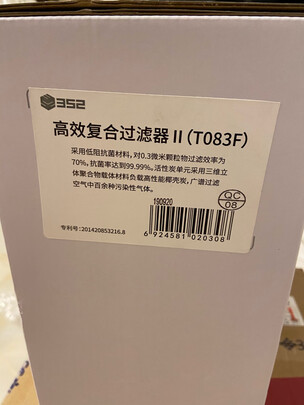 352
高效复合过滤器 II(T083F)
采用低阻抗菌材料，对0.3微米颗粒物过滤效率为
70%，抗菌率达到99.99%。活性炭单元采用三维立
体聚合物载体材料负载高性能椰壳炭，广谱过滤
空气中百余种污染性气体。
QC
08
190920
专利号：201420853216.8
6 924581 020308